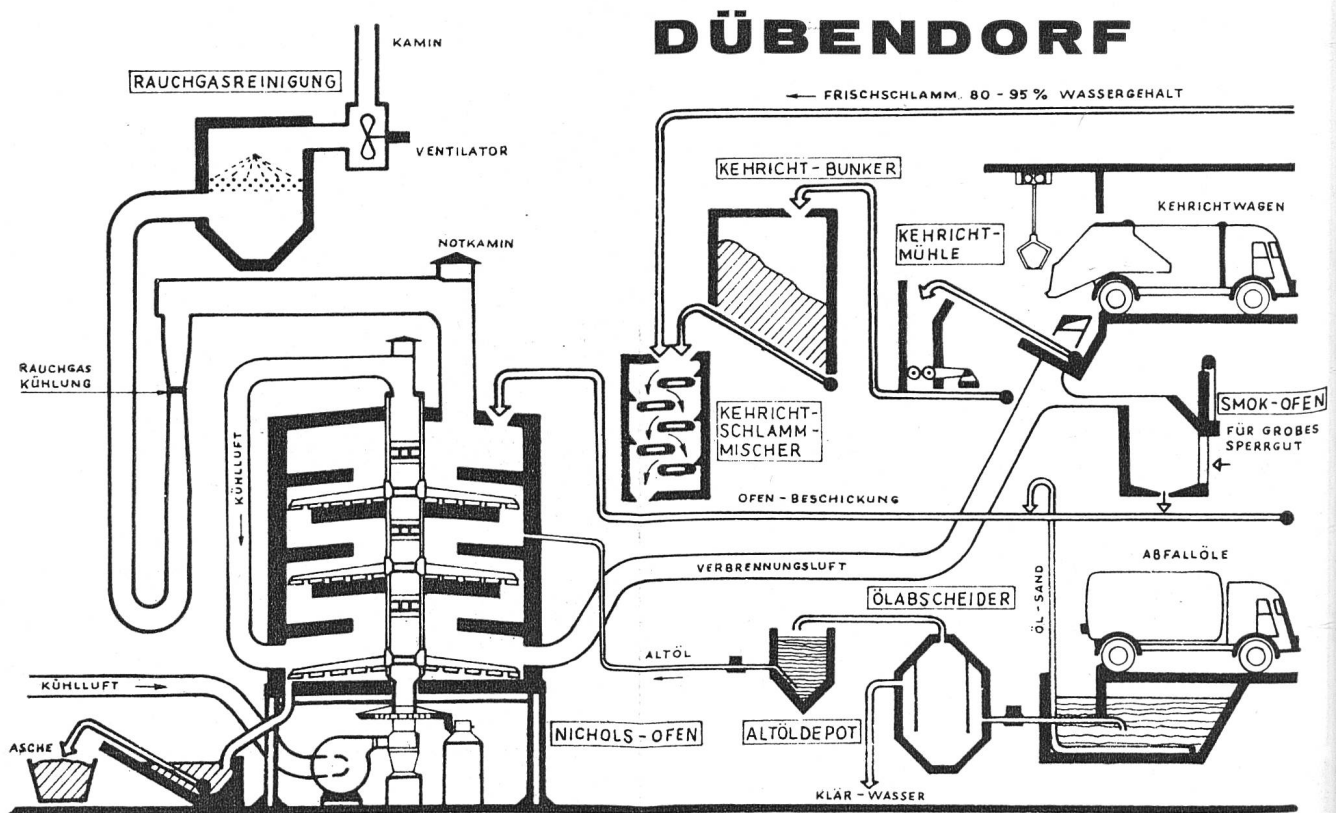 DÜBENDORF
KAMIN
RAUCHGASREINIGUNG
FRISCHSCHLAMM 80 - 95 % WASSERGEHALT
VENTILATOR
KEHRICHT - BUNKER
KEHRICHTWAGEN
KEHRICHT-
MÜHLE
NOTKAMIN
RAUCHGAS
KÜHLUNG
KEHRICHT-
SCHLAMM-
MISCHER
SMOK - OFEN
FÜR GROBES
SPERRGUT
KÜHLLUFT
OFEN - BESCHICKUNG
VERBRENNUNGSLUFT
ABFALLÖLE
ÖLABSCHEIDER
ÖL - SAND
ALTÖL
KÜHLLUFT
NICHOLS - OFEN
ALTÖLDEPOT
ASCHE
KLÄR - WASSER